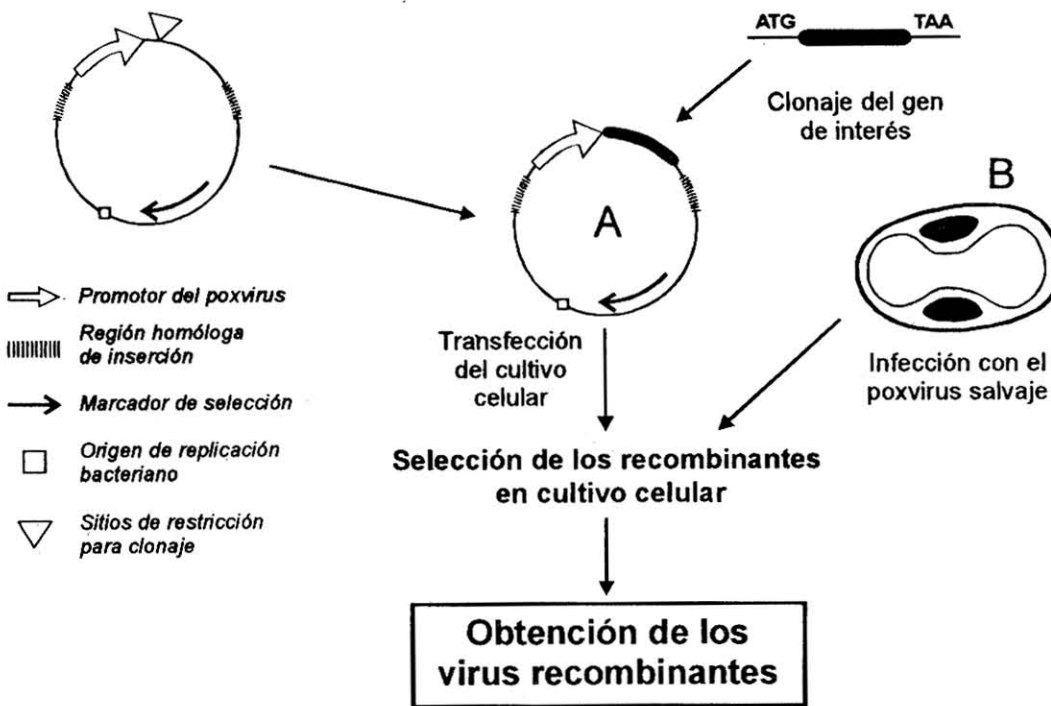 ATG
TAA
Clonaje del gen
de interés
A
B
Promotor del poxvirus
Región homóloga
de inserción
Marcador de selección
Origen de replicación
bacteriano
Sitios de restricción
para clonaje
Transfección
del cultivo
celular
Infección con el
poxvirus salvaje
Selección de los recombinantes
en cultivo celular
Obtención de los
virus recombinantes